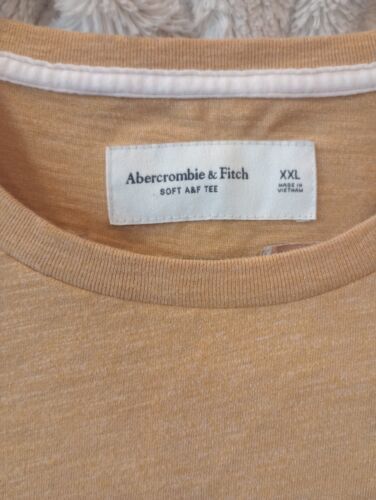 Abercrombie & Fitch
SOFT A&F TEE
XXL
MADE IN
VIETNAM